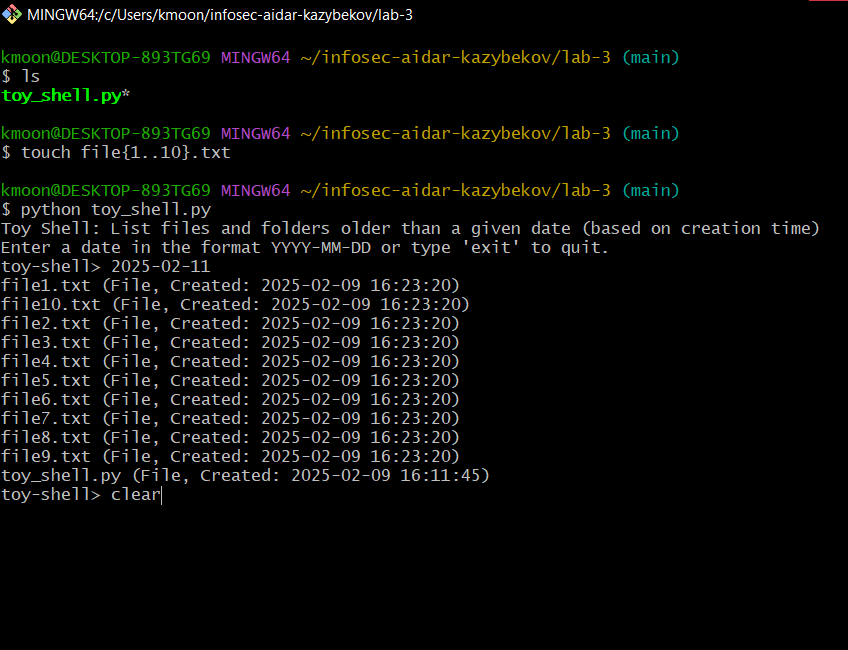 MINGW64:/c/Users/kmoon/infosec-aidar-kazybekov/lab-3
kmoon@DESKTOP-893TG69 MINGW64 ~/infosec-aidar-kazybekov/lab-3 (main)
$ ls
toy_shell.py*
kmoon@DESKTOP-893TG69 MINGW64 ~/infosec-aidar-kazybekov/lab-3 (main)
$ touch file{1..10}.txt
kmoon@DESKTOP-893TG69 MINGW64 ~/infosec-aidar-kazybekov/lab-3 (main)
$ python toy_shell.py
Toy Shell: List files and folders older than a given date (based on creation time)
Enter a date in the format YYYY-MM-DD or type 'exit' to quit.
toy-shell> 2025-02-11
file1.txt (File, Created: 2025-02-09 16:23:20)
file10.txt (File, Created: 2025-02-09 16:23:20)
file2.txt (File, Created: 2025-02-09 16:23:20)
file3.txt (File, Created: 2025-02-09 16:23:20)
file4.txt (File, Created: 2025-02-09 16:23:20)
file5.txt (File, Created: 2025-02-09 16:23:20)
file6.txt (File, Created: 2025-02-09 16:23:20)
file7.txt (File, Created: 2025-02-09 16:23:20)
file8.txt (File, Created: 2025-02-09 16:23:20)
file9.txt (File, Created: 2025-02-09 16:23:20)
toy_shell.py (File, Created: 2025-02-09 16:11:45)
toy-shell> clear